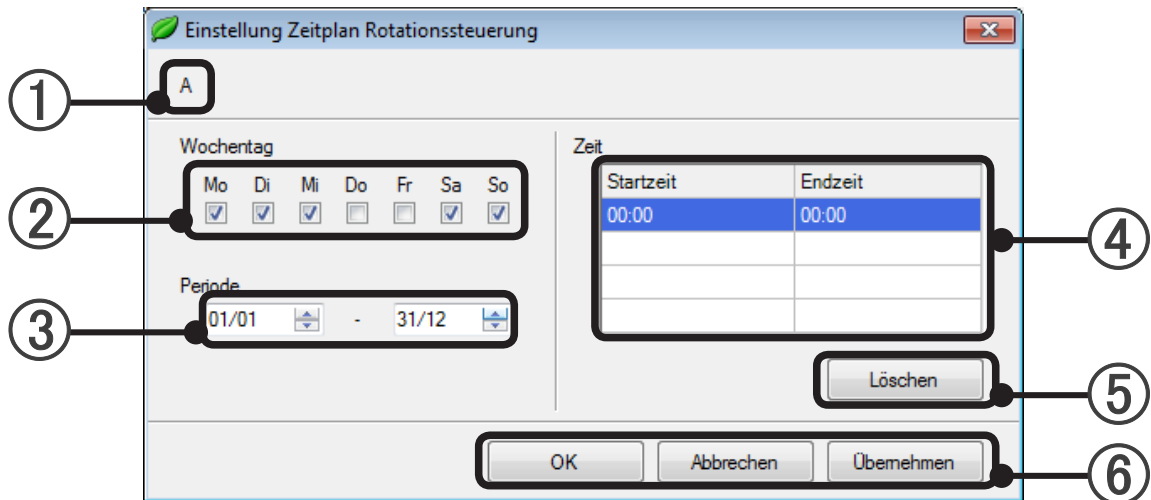 Einstellung Zeitplan Rotationssteuerung
① A
Wochentag
Mo Di Mi Do Fr Sa So
②
Periode
③ 01/01 - 31/12
Zeit
Startzeit Endzeit
00:00 00:00
④
Löschen
⑤
OK Abbrechen Übernehmen
⑥